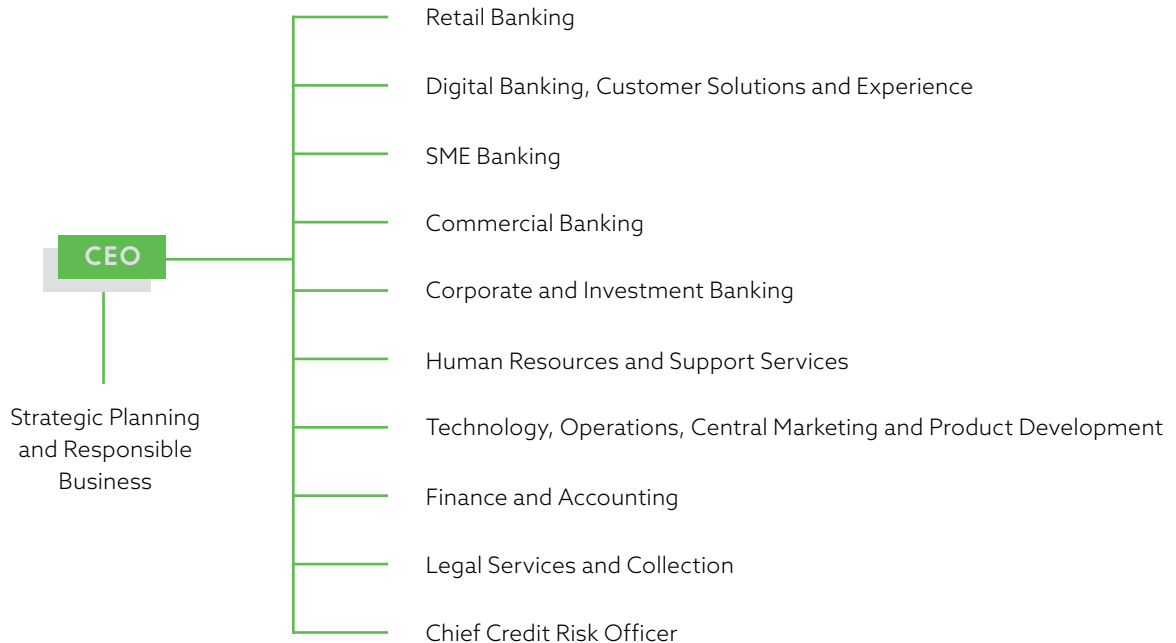 Retail Banking
Digital Banking, Customer Solutions and Experience
SME Banking
Commercial Banking
CEO
Corporate and Investment Banking
Human Resources and Support Services
Strategic Planning
and Responsible
Business
Technology, Operations, Central Marketing and Product Development
Finance and Accounting
Legal Services and Collection
Chief Credit Risk Officer